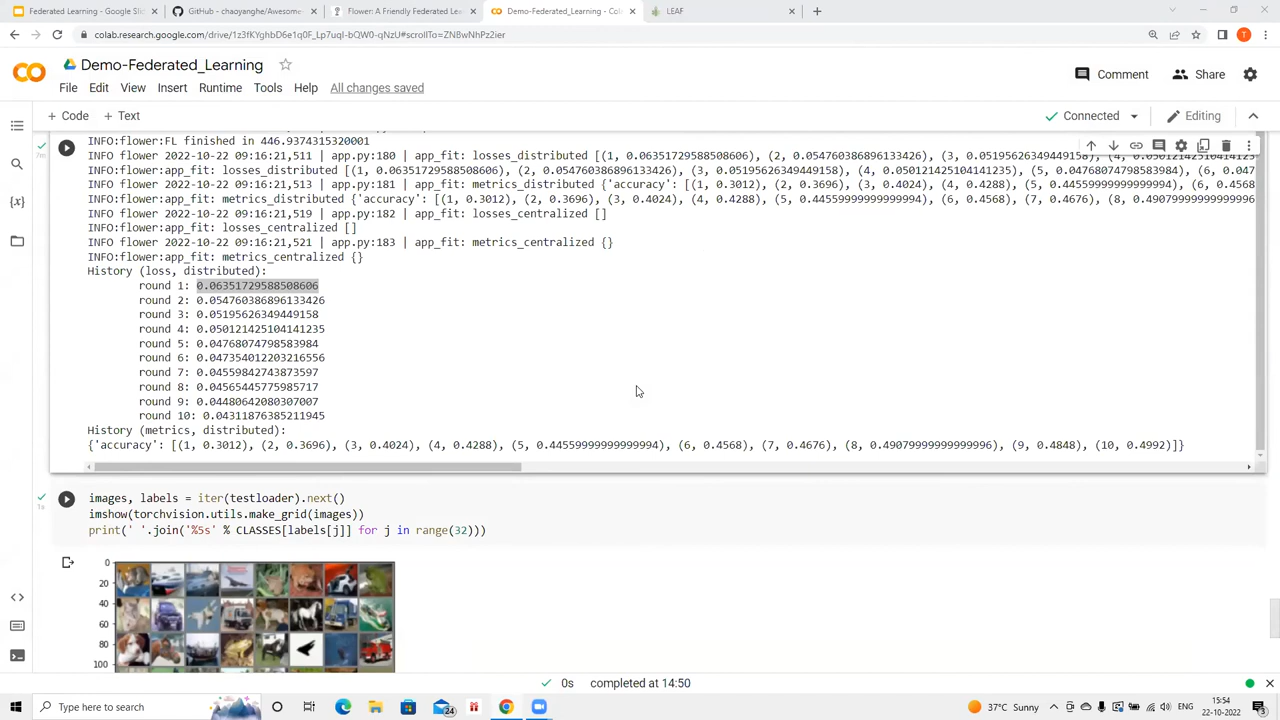 Federated Learning - Google Slid
GitHub - chaoyanghe/Awesome-
Flower: A Friendly Federated Lea
Demo-Federated_Learning - Col
LEAF
colab.research.google.com/drive/1z3fKYghbD6e1q0F_Lp7uqI-bQW0-qNzU#scrollTo=ZNBwNhPz2ier
T
Demo-Federated_Learning
Comment
Share
File Edit View Insert Runtime Tools Help All changes saved
+ Code + Text
Connected
Editing
7m
INFO:flower:FL finished in 446.9374315320001
INFO flower 2022-10-22 09:16:21,511 | app.py:180 | app_fit: losses_distributed [(1, 0.06351729588508606), (2, 0.054760386896133426), (3, 0.05195626349449158), (4, 0.050121425104141235
INFO:flower:app_fit: losses_distributed [(1, 0.06351729588508606), (2, 0.054760386896133426), (3, 0.05195626349449158), (4, 0.050121425104141235), (5, 0.04768074798583984), (6, 0.047
INFO flower 2022-10-22 09:16:21,513 | app.py:181 | app_fit: metrics_distributed {'accuracy': [(1, 0.3012), (2, 0.3696), (3, 0.4024), (4, 0.4288), (5, 0.44559999999999994), (6, 0.4568
INFO:flower:app_fit: metrics_distributed {'accuracy': [(1, 0.3012), (2, 0.3696), (3, 0.4024), (4, 0.4288), (5, 0.44559999999999994), (6, 0.4568), (7, 0.4676), (8, 0.49079999999999996
INFO flower 2022-10-22 09:16:21,519 | app.py:182 | app_fit: losses_centralized []
INFO:flower:app_fit: losses_centralized []
INFO flower 2022-10-22 09:16:21,521 | app.py:183 | app_fit: metrics_centralized {}
INFO:flower:app_fit: metrics_centralized {}
History (loss, distributed):
round 1: 0.06351729588508606
round 2: 0.054760386896133426
round 3: 0.05195626349449158
round 4: 0.050121425104141235
round 5: 0.04768074798583984
round 6: 0.047354012203216556
round 7: 0.04559842743873597
round 8: 0.04565445775985717
round 9: 0.04480642080307007
round 10: 0.04311876385211945
History (metrics, distributed):
{'accuracy': [(1, 0.3012), (2, 0.3696), (3, 0.4024), (4, 0.4288), (5, 0.44559999999999994), (6, 0.4568), (7, 0.4676), (8, 0.49079999999999996), (9, 0.4848), (10, 0.4992)]}
1s
images, labels = iter(testloader).next()
imshow(torchvision.utils.make_grid(images))
print(' '.join('%5s' % CLASSES[labels[j]] for j in range(32)))
0
20
40
60
80
100
0s completed at 14:50
Type here to search
24
37°C Sunny
ENG
15:54
22-10-2022